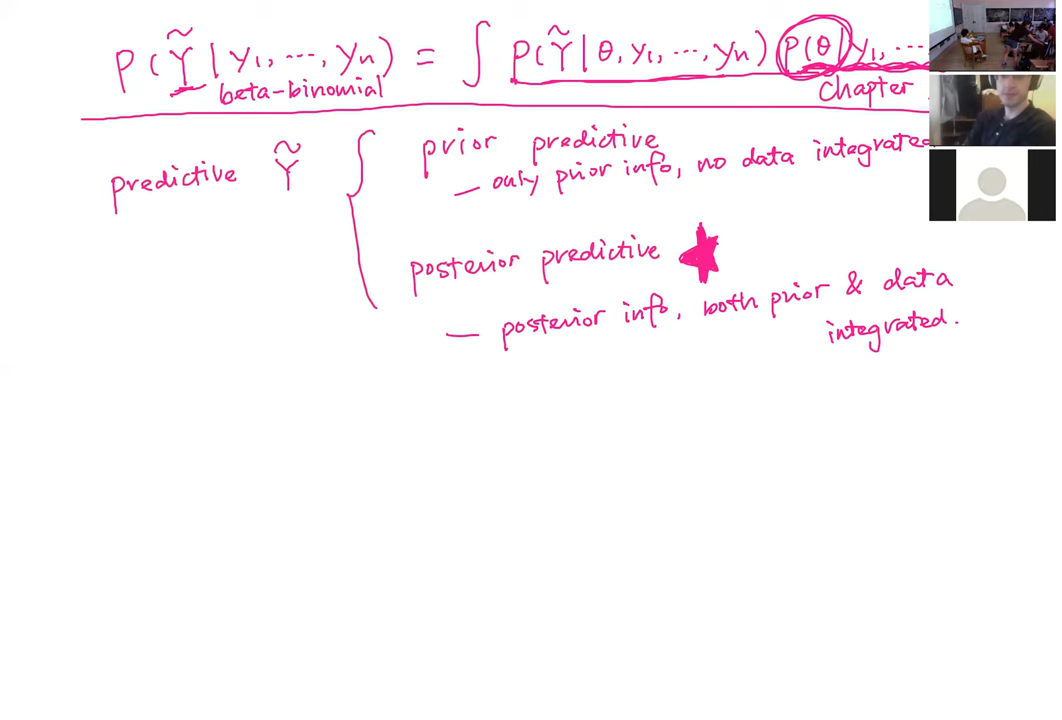 P(Ỹ | y1, ..., yn) = ∫ P(Ỹ | θ, y1, ..., yn) P(θ | y1, ...
beta-binomial
Chapter
predictive Ỹ
prior predictive
— only prior info, no data integrated
posterior predictive ★
— posterior info, both prior & data
integrated.